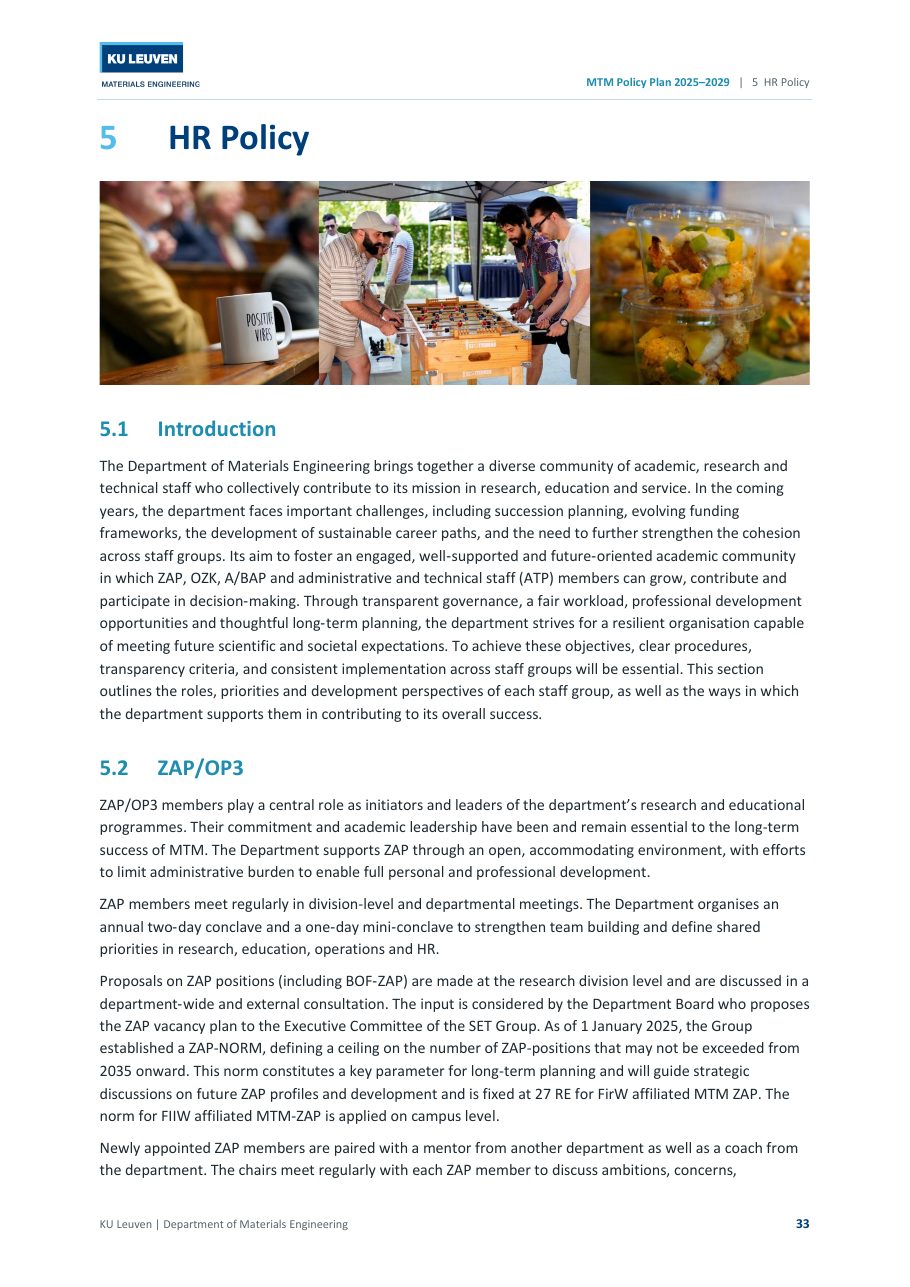 KU LEUVEN
MATERIALS ENGINEERING
MTM Policy Plan 2025–2029 | 5 HR Policy
5 HR Policy
POSITIVE
VIBES
5.1 Introduction
The Department of Materials Engineering brings together a diverse community of academic, research and
technical staff who collectively contribute to its mission in research, education and service. In the coming
years, the department faces important challenges, including succession planning, evolving funding
frameworks, the development of sustainable career paths, and the need to further strengthen the cohesion
across staff groups. Its aim to foster an engaged, well-supported and future-oriented academic community
in which ZAP, OZK, A/BAP and administrative and technical staff (ATP) members can grow, contribute and
participate in decision-making. Through transparent governance, a fair workload, professional development
opportunities and thoughtful long-term planning, the department strives for a resilient organisation capable
of meeting future scientific and societal expectations. To achieve these objectives, clear procedures,
transparency criteria, and consistent implementation across staff groups will be essential. This section
outlines the roles, priorities and development perspectives of each staff group, as well as the ways in which
the department supports them in contributing to its overall success.
5.2 ZAP/OP3
ZAP/OP3 members play a central role as initiators and leaders of the department's research and educational
programmes. Their commitment and academic leadership have been and remain essential to the long-term
success of MTM. The Department supports ZAP through an open, accommodating environment, with efforts
to limit administrative burden to enable full personal and professional development.
ZAP members meet regularly in division-level and departmental meetings. The Department organises an
annual two-day conclave and a one-day mini-conclave to strengthen team building and define shared
priorities in research, education, operations and HR.
Proposals on ZAP positions (including BOF-ZAP) are made at the research division level and are discussed in a
department-wide and external consultation. The input is considered by the Department Board who proposes
the ZAP vacancy plan to the Executive Committee of the SET Group. As of 1 January 2025, the Group
established a ZAP-NORM, defining a ceiling on the number of ZAP-positions that may not be exceeded from
2035 onward. This norm constitutes a key parameter for long-term planning and will guide strategic
discussions on future ZAP profiles and development and is fixed at 27 RE for FirW affiliated MTM ZAP. The
norm for FIIW affiliated MTM-ZAP is applied on campus level.
Newly appointed ZAP members are paired with a mentor from another department as well as a coach from
the department. The chairs meet regularly with each ZAP member to discuss ambitions, concerns,
KU Leuven | Department of Materials Engineering
33